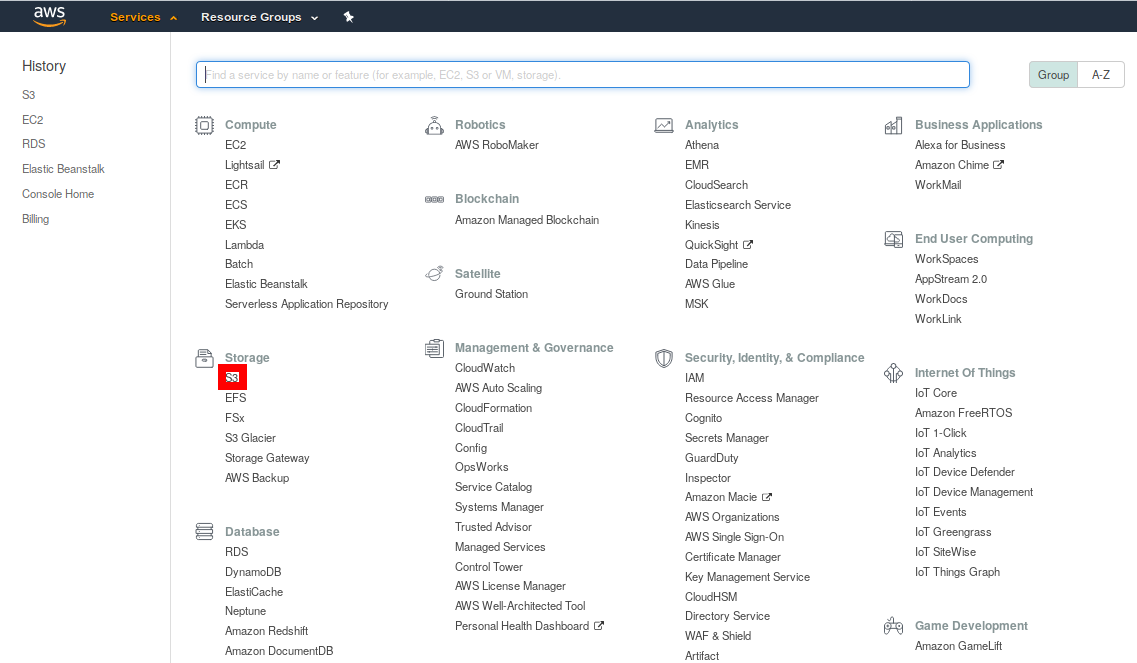 aws
Services
Resource Groups
History
S3
EC2
RDS
Elastic Beanstalk
Console Home
Billing
Find a service by name or feature (for example, EC2, S3 or VM, storage).
Group
A-Z
Compute
EC2
Lightsail
ECR
ECS
EKS
Lambda
Batch
Elastic Beanstalk
Serverless Application Repository
Storage
S3
EFS
FSx
S3 Glacier
Storage Gateway
AWS Backup
Database
RDS
DynamoDB
ElastiCache
Neptune
Amazon Redshift
Amazon DocumentDB
Robotics
AWS RoboMaker
Blockchain
Amazon Managed Blockchain
Satellite
Ground Station
Management & Governance
CloudWatch
AWS Auto Scaling
CloudFormation
CloudTrail
Config
OpsWorks
Service Catalog
Systems Manager
Trusted Advisor
Managed Services
Control Tower
AWS License Manager
AWS Well-Architected Tool
Personal Health Dashboard
Analytics
Athena
EMR
CloudSearch
Elasticsearch Service
Kinesis
QuickSight
Data Pipeline
AWS Glue
MSK
Security, Identity, & Compliance
IAM
Resource Access Manager
Cognito
Secrets Manager
GuardDuty
Inspector
Amazon Macie
AWS Organizations
AWS Single Sign-On
Certificate Manager
Key Management Service
CloudHSM
Directory Service
WAF & Shield
Artifact
Business Applications
Alexa for Business
Amazon Chime
WorkMail
End User Computing
WorkSpaces
AppStream 2.0
WorkDocs
WorkLink
Internet Of Things
IoT Core
Amazon FreeRTOS
IoT 1-Click
IoT Analytics
IoT Device Defender
IoT Device Management
IoT Events
IoT Greengrass
IoT SiteWise
IoT Things Graph
Game Development
Amazon GameLift